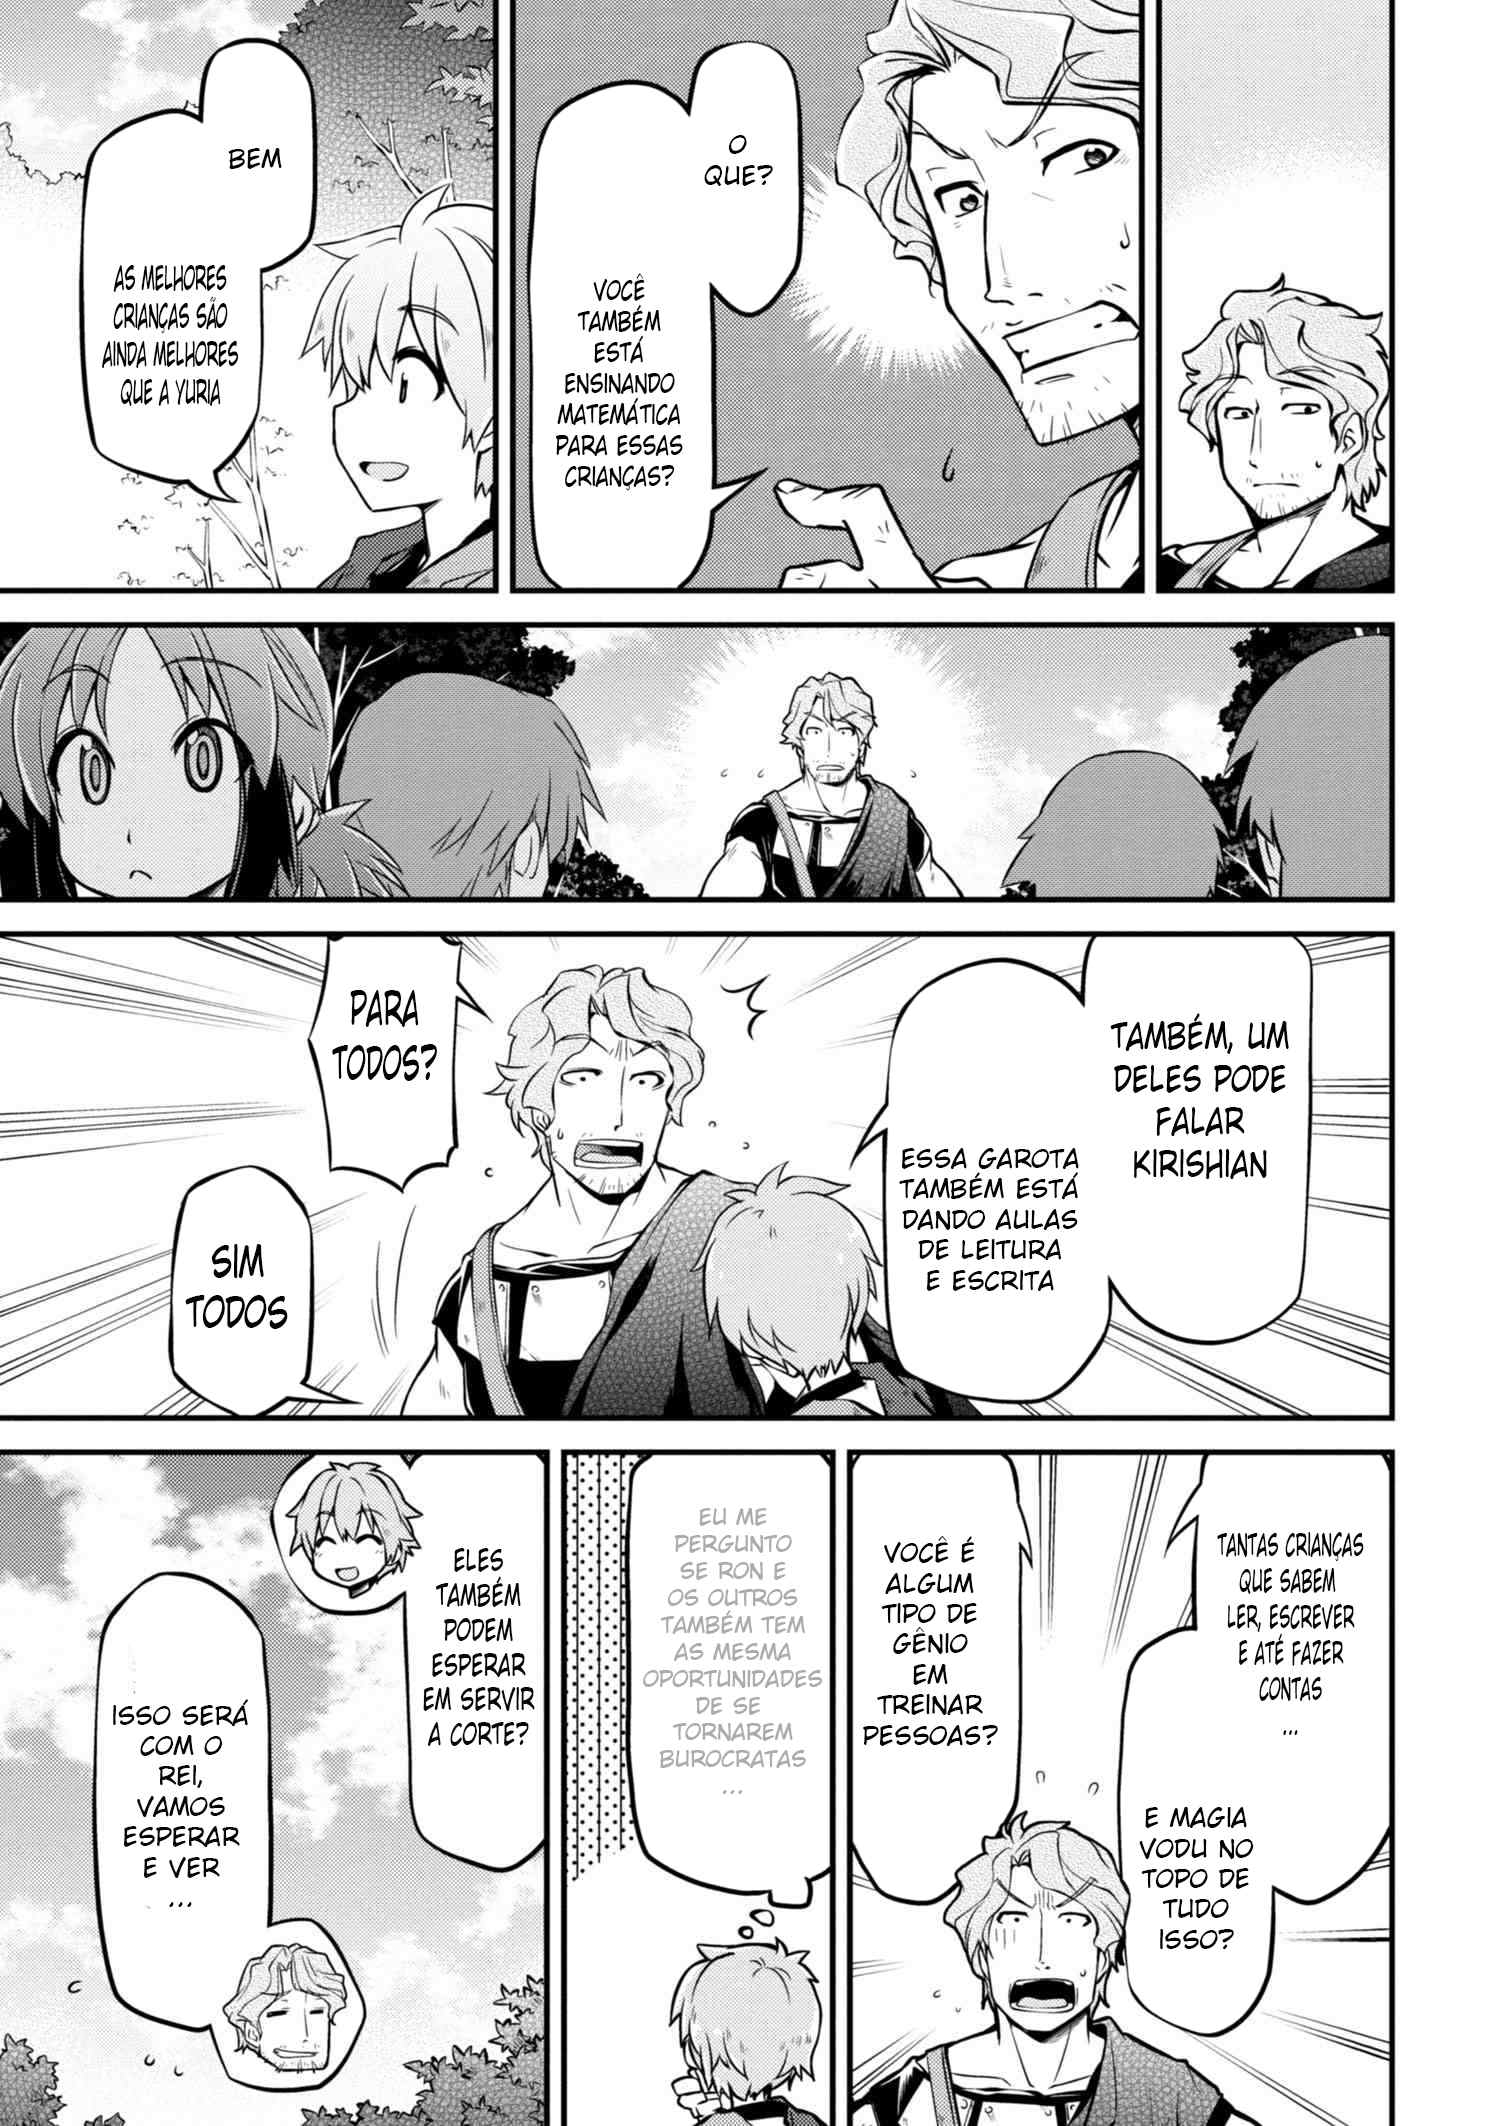 O
QUE?
VOCÊ
TAMBÉM
ESTÁ
ENSINANDO
MATEMÁTICA
PARA ESSAS
CRIANÇAS?
BEM
AS MELHORES
CRIANÇAS SÃO
AINDA MELHORES
QUE A YURIA
TAMBÉM, UM
DELES PODE
FALAR
KIRISHIAN
ESSA GAROTA
TAMBÉM ESTÁ
DANDO AULAS
DE LEITURA
E ESCRITA
PARA
TODOS?
SIM
TODOS
TANTAS CRIANÇAS
QUE SABEM
LER, ESCREVER
E ATÉ FAZER
CONTAS
...
E MAGIA
VODU NO
TOPO DE
TUDO
ISSO?
VOCÊ É
ALGUM
TIPO DE
GÊNIO
EM
TREINAR
PESSOAS?
EU ME
PERGUNTO
SE RON E
OS OUTROS
TAMBÉM TEM
AS MESMA
OPORTUNIDADES
DE SE
TORNAREM
BUROCRATAS
...
ELES
TAMBÉM
PODEM
ESPERAR
EM SERVIR
A CORTE?
ISSO SERÁ
COM O
REI,
VAMOS
ESPERAR
E VER
...